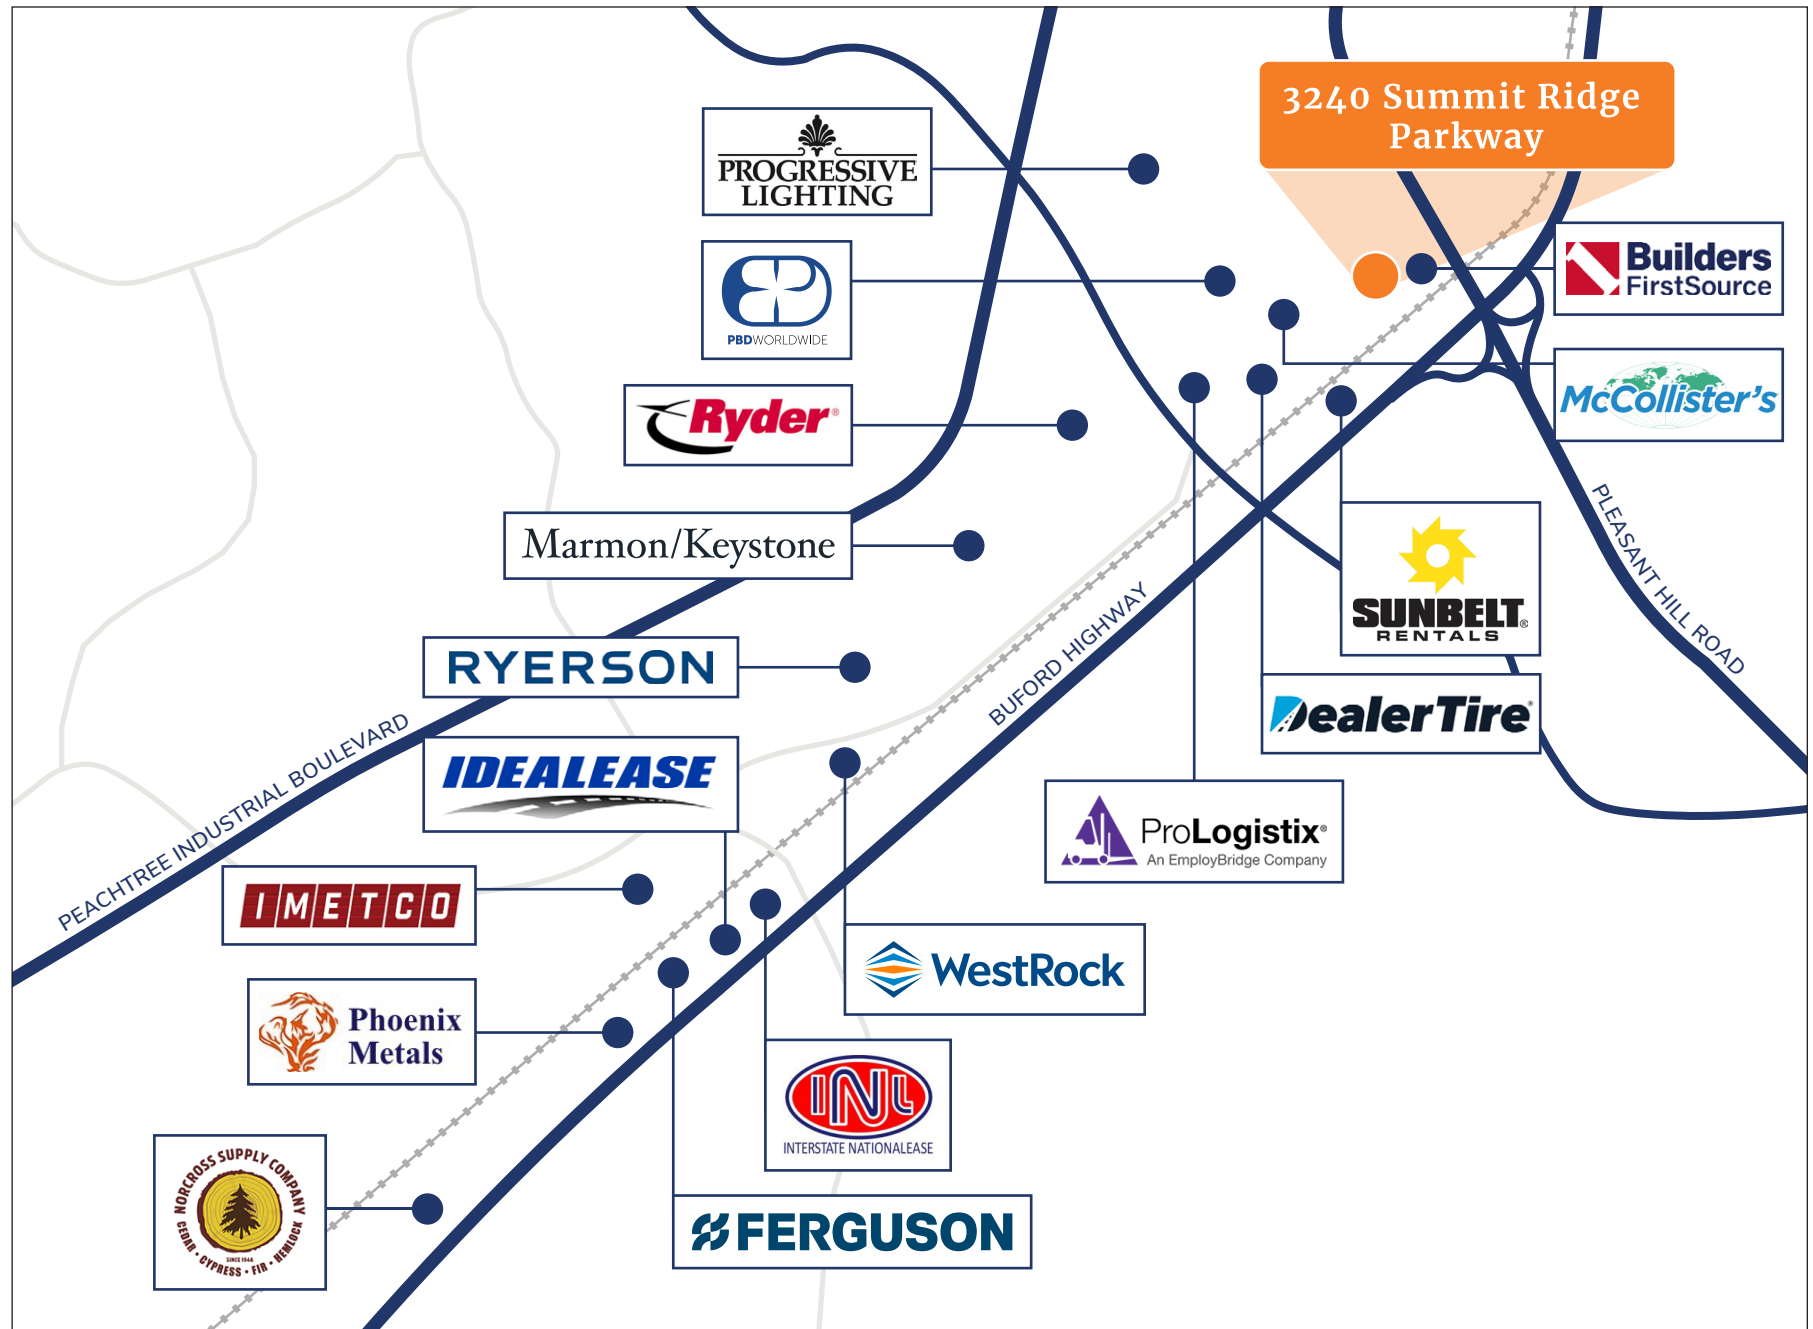 3240 Summit Ridge
Parkway
PROGRESSIVE
LIGHTING
Builders
FirstSource
PBDWORLDWIDE
McCollister's
Ryder®
Marmon/Keystone
SUNBELT®
RENTALS
PLEASANT HILL ROAD
RYERSON
BUFORD HIGHWAY
DealerTire®
PEACHTREE INDUSTRIAL BOULEVARD
IDEALEASE
ProLogistix®
An EmployBridge Company
IMETCO
WestRock
Phoenix
Metals
INL
INTERSTATE NATIONALEASE
NORCROSS SUPPLY COMPANY
SINCE 1946
CEDAR • CYPRESS • FIR • HEMLOCK
FERGUSON